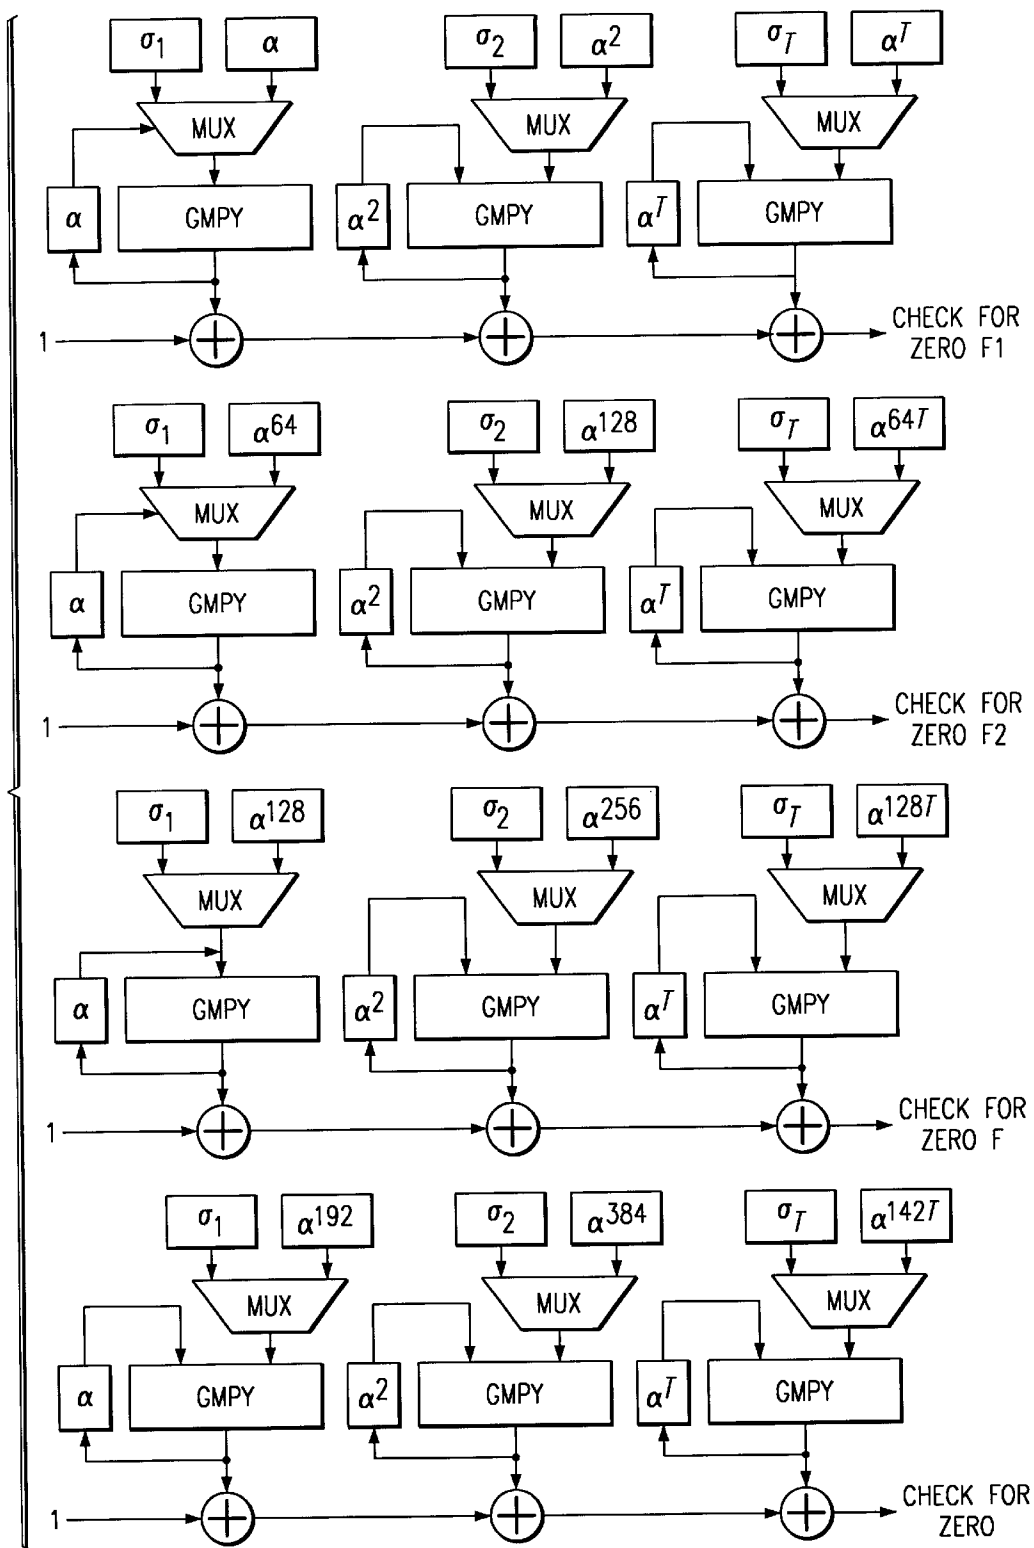 σ1 α σ2 α2 σT αT
MUX MUX MUX
α GMPY α2 GMPY αT GMPY
1 + + + CHECK FOR
ZERO F1
σ1 α64 σ2 α128 σT α64T
MUX MUX MUX
α GMPY α2 GMPY αT GMPY
1 + + + CHECK FOR
ZERO F2
σ1 α128 σ2 α256 σT α128T
MUX MUX MUX
α GMPY α2 GMPY αT GMPY
1 + + + CHECK FOR
ZERO F
σ1 α192 σ2 α384 σT α142T
MUX MUX MUX
α GMPY α2 GMPY αT GMPY
1 + + + CHECK FOR
ZERO